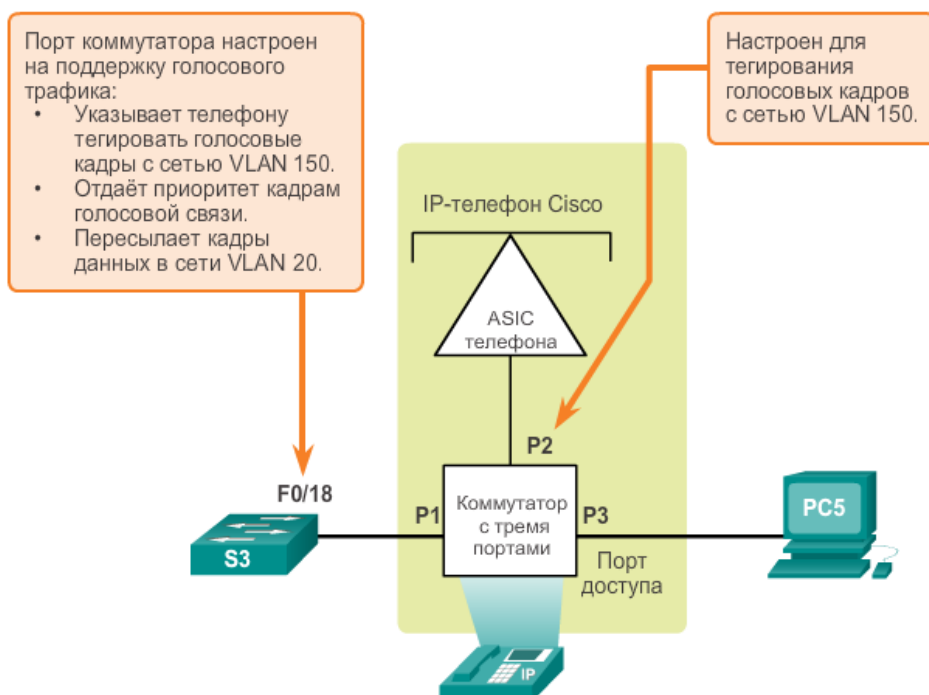 Порт коммутатора настроен
на поддержку голосового
трафика:
• Указывает телефону
тегировать голосовые
кадры с сетью VLAN 150.
• Отдаёт приоритет кадрам
голосовой связи.
• Пересылает кадры
данных в сети VLAN 20.
Настроен для
тегирования
голосовых кадров
с сетью VLAN 150.
IP-телефон Cisco
ASIC
телефона
P2
F0/18
P1
Коммутатор
с тремя
портами
P3
PC5
S3
Порт
доступа
IP